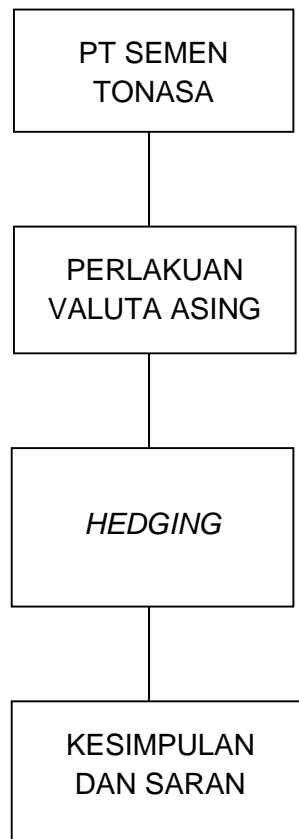 PT SEMEN
TONASA
PERLAKUAN
VALUTA ASING
HEDGING
KESIMPULAN
DAN SARAN